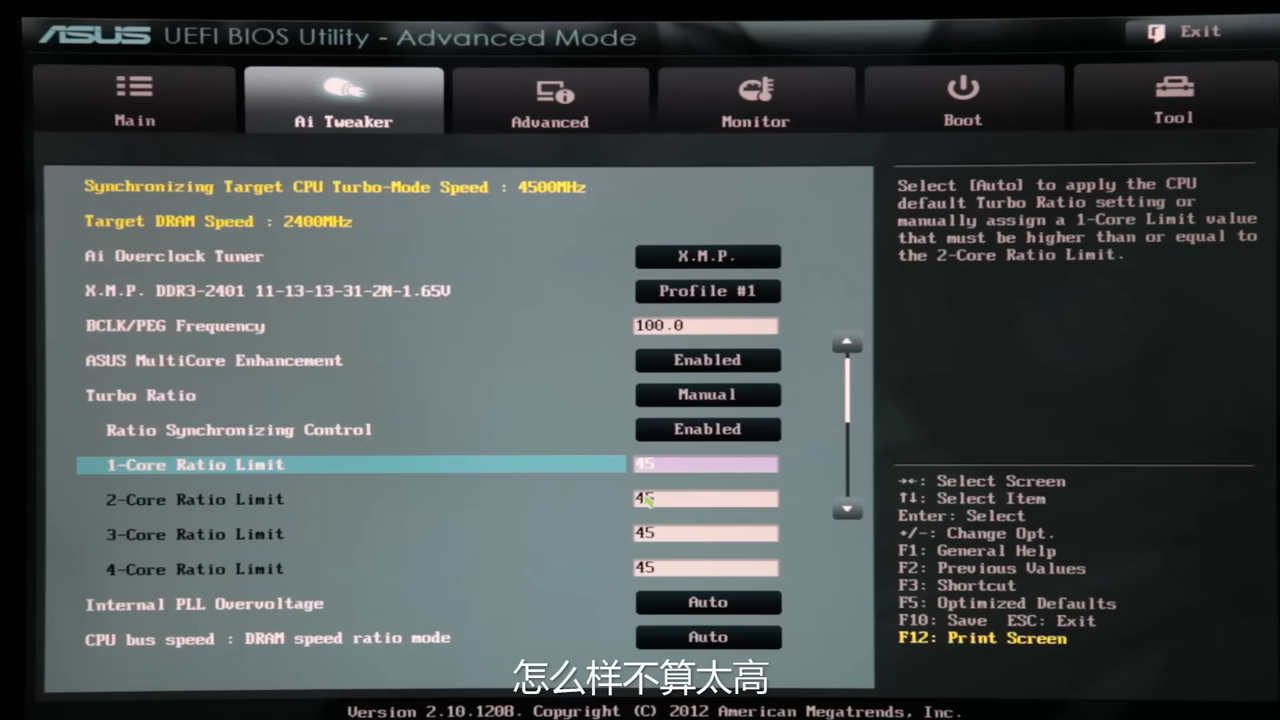 ASUS UEFI BIOS Utility - Advanced Mode
Exit
Main
Ai Tweaker
Advanced
Monitor
Boot
Tool
Synchronizing Target CPU Turbo-Mode Speed : 4500MHz
Target DRAM Speed : 2400MHz
Ai Overclock Tuner X.M.P.
X.M.P. DDR3-2401 11-13-13-31-2N-1.65V Profile #1
BCLK/PEG Frequency 100.0
ASUS MultiCore Enhancement Enabled
Turbo Ratio Manual
Ratio Synchronizing Control Enabled
1-Core Ratio Limit 45
2-Core Ratio Limit 45
3-Core Ratio Limit 45
4-Core Ratio Limit 45
Internal PLL Overvoltage Auto
CPU bus speed : DRAM speed ratio mode Auto
Select [Auto] to apply the CPU
default Turbo Ratio setting or
manually assign a 1-Core Limit value
that must be higher than or equal to
the 2-Core Ratio Limit.
→←: Select Screen
↑↓: Select Item
Enter: Select
+/-: Change Opt.
F1: General Help
F2: Previous Values
F3: Shortcut
F5: Optimized Defaults
F10: Save ESC: Exit
F12: Print Screen
怎么样不算太高
Version 2.10.1208. Copyright (C) 2012 American Megatrends, Inc.